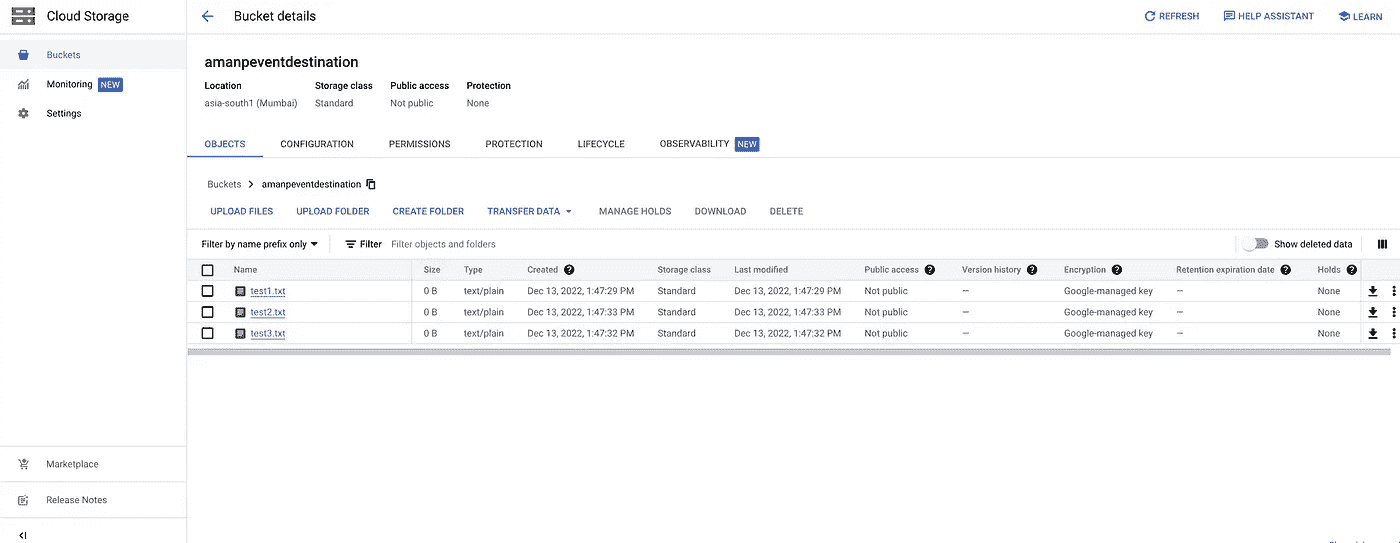 Cloud Storage
Bucket details
REFRESH
HELP ASSISTANT
LEARN
Buckets
Monitoring NEW
Settings
amanpeventdestination
Location Storage class Public access Protection
asia-south1 (Mumbai) Standard Not public None
OBJECTS CONFIGURATION PERMISSIONS PROTECTION LIFECYCLE OBSERVABILITY NEW
Buckets > amanpeventdestination
UPLOAD FILES UPLOAD FOLDER CREATE FOLDER TRANSFER DATA MANAGE HOLDS DOWNLOAD DELETE
Filter by name prefix only Filter Filter objects and folders Show deleted data
Name Size Type Created ? Storage class Last modified Public access ? Version history ? Encryption ? Retention expiration date ? Holds ?
test1.txt 0 B text/plain Dec 13, 2022, 1:47:29 PM Standard Dec 13, 2022, 1:47:29 PM Not public — Google-managed key — None
test2.txt 0 B text/plain Dec 13, 2022, 1:47:33 PM Standard Dec 13, 2022, 1:47:33 PM Not public — Google-managed key — None
test3.txt 0 B text/plain Dec 13, 2022, 1:47:32 PM Standard Dec 13, 2022, 1:47:32 PM Not public — Google-managed key — None
Marketplace
Release Notes